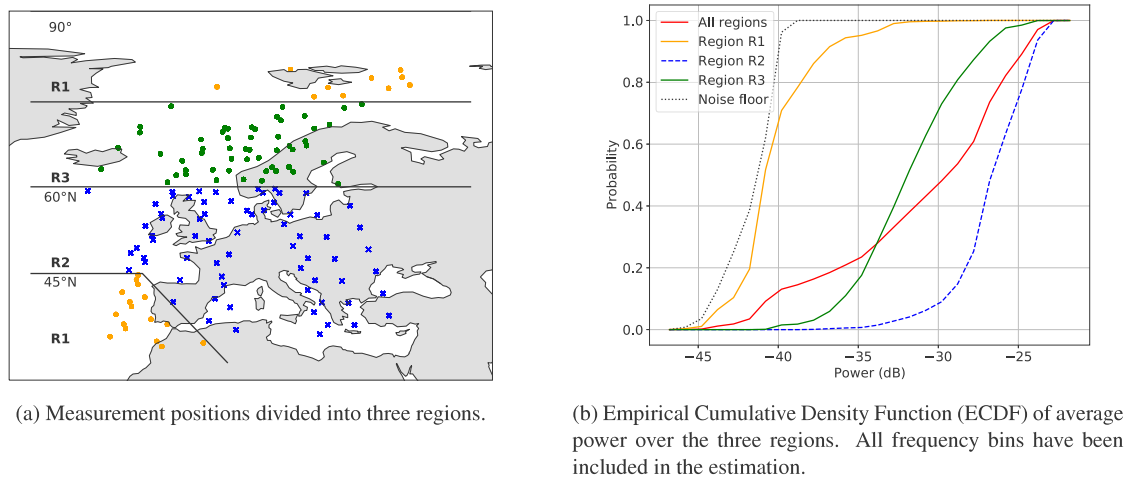 90°
R1
R3
60°N
R2
45°N
R1
(a) Measurement positions divided into three regions.
1.0
0.8
0.6
0.4
0.2
0.0
Probability
All regions
Region R1
Region R2
Region R3
Noise floor
−45 −40 −35 −30 −25
Power (dB)
(b) Empirical Cumulative Density Function (ECDF) of average
power over the three regions. All frequency bins have been
included in the estimation.